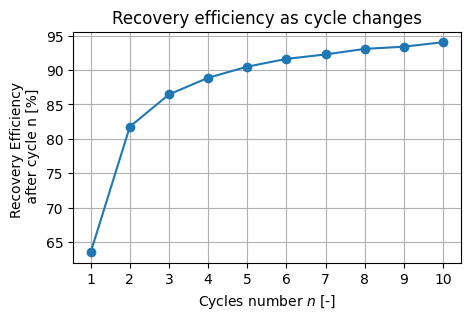 Recovery efficiency as cycle changes
Recovery Efficiency
after cycle n [%]
95
90
85
80
75
70
65
1 2 3 4 5 6 7 8 9 10
Cycles number n [-]